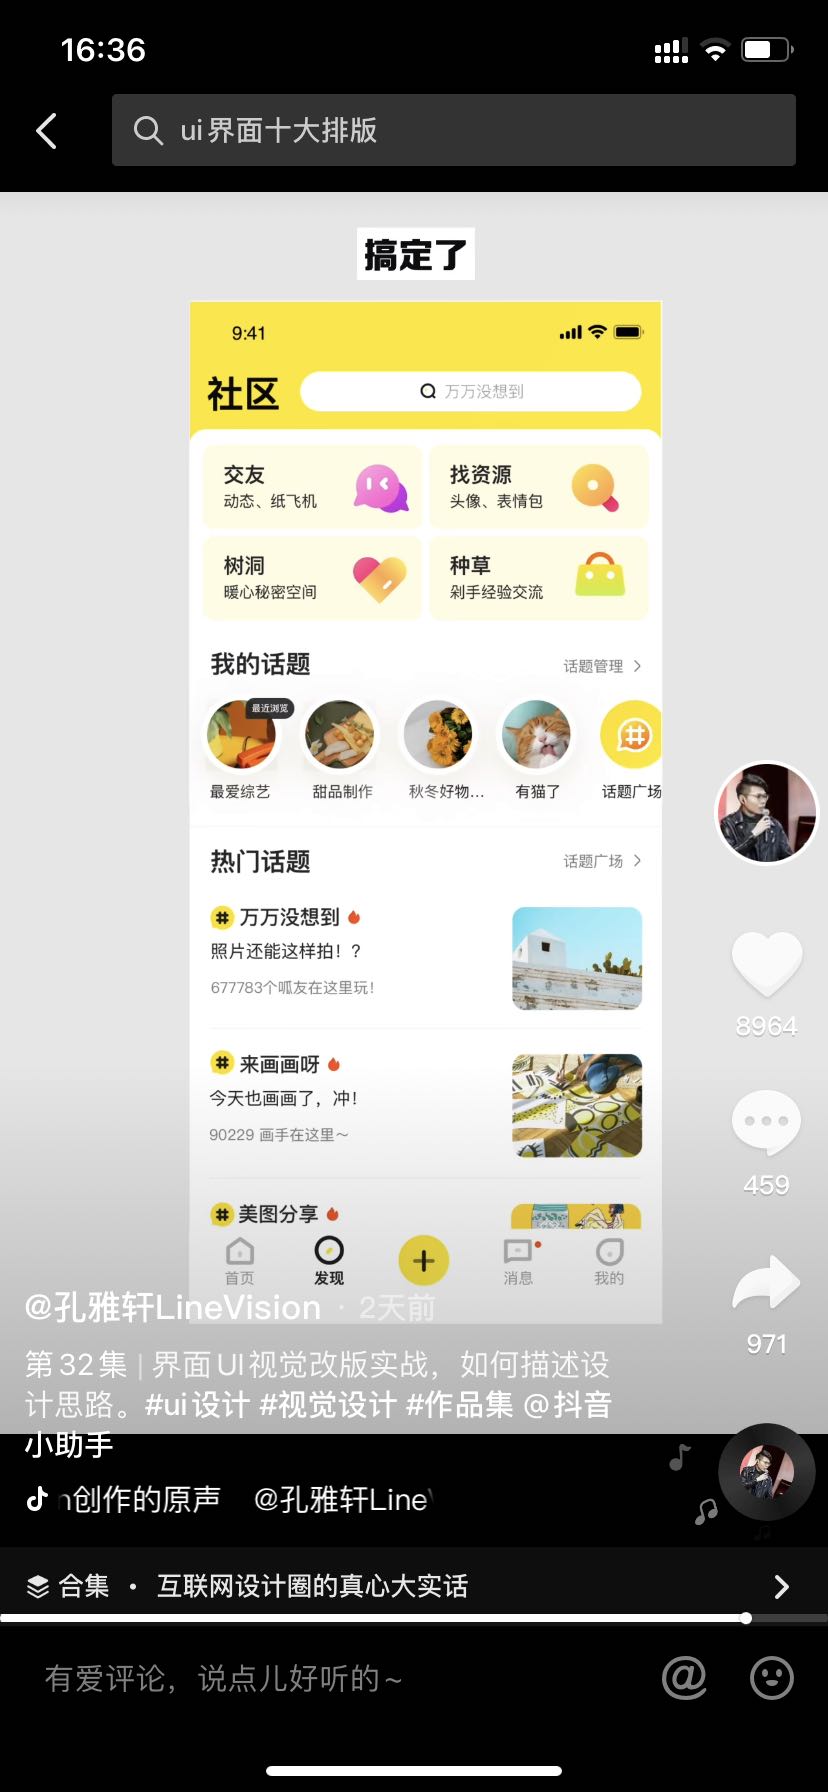 16:36
ui界面十大排版
搞定了
9:41
社区
万万没想到
交友
动态、纸飞机
找资源
头像、表情包
树洞
暖心秘密空间
种草
剁手经验交流
我的话题
话题管理
最近浏览
最爱综艺
甜品制作
秋冬好物...
有猫了
话题广场
热门话题
话题广场
万万没想到
照片还能这样拍！?
677783个呱友在这里玩!
来画画呀
今天也画画了，冲!
90229 画手在这里~
美图分享
首页
发现
消息
我的
8964
459
971
@孔雅轩LineVision · 2天前
第32集 | 界面UI视觉改版实战，如何描述设
计思路。#ui设计 #视觉设计 #作品集 @抖音
小助手
n创作的原声 @孔雅轩Line
合集 · 互联网设计圈的真心大实话
有爱评论，说点儿好听的~